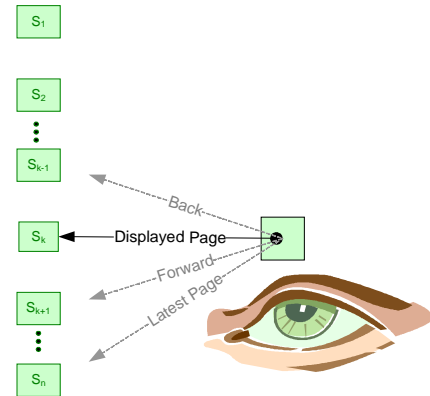 S₁
S₂
Sₖ₋₁
Back
Sₖ
Displayed Page
Forward
Sₖ₊₁
Latest Page
Sₙ